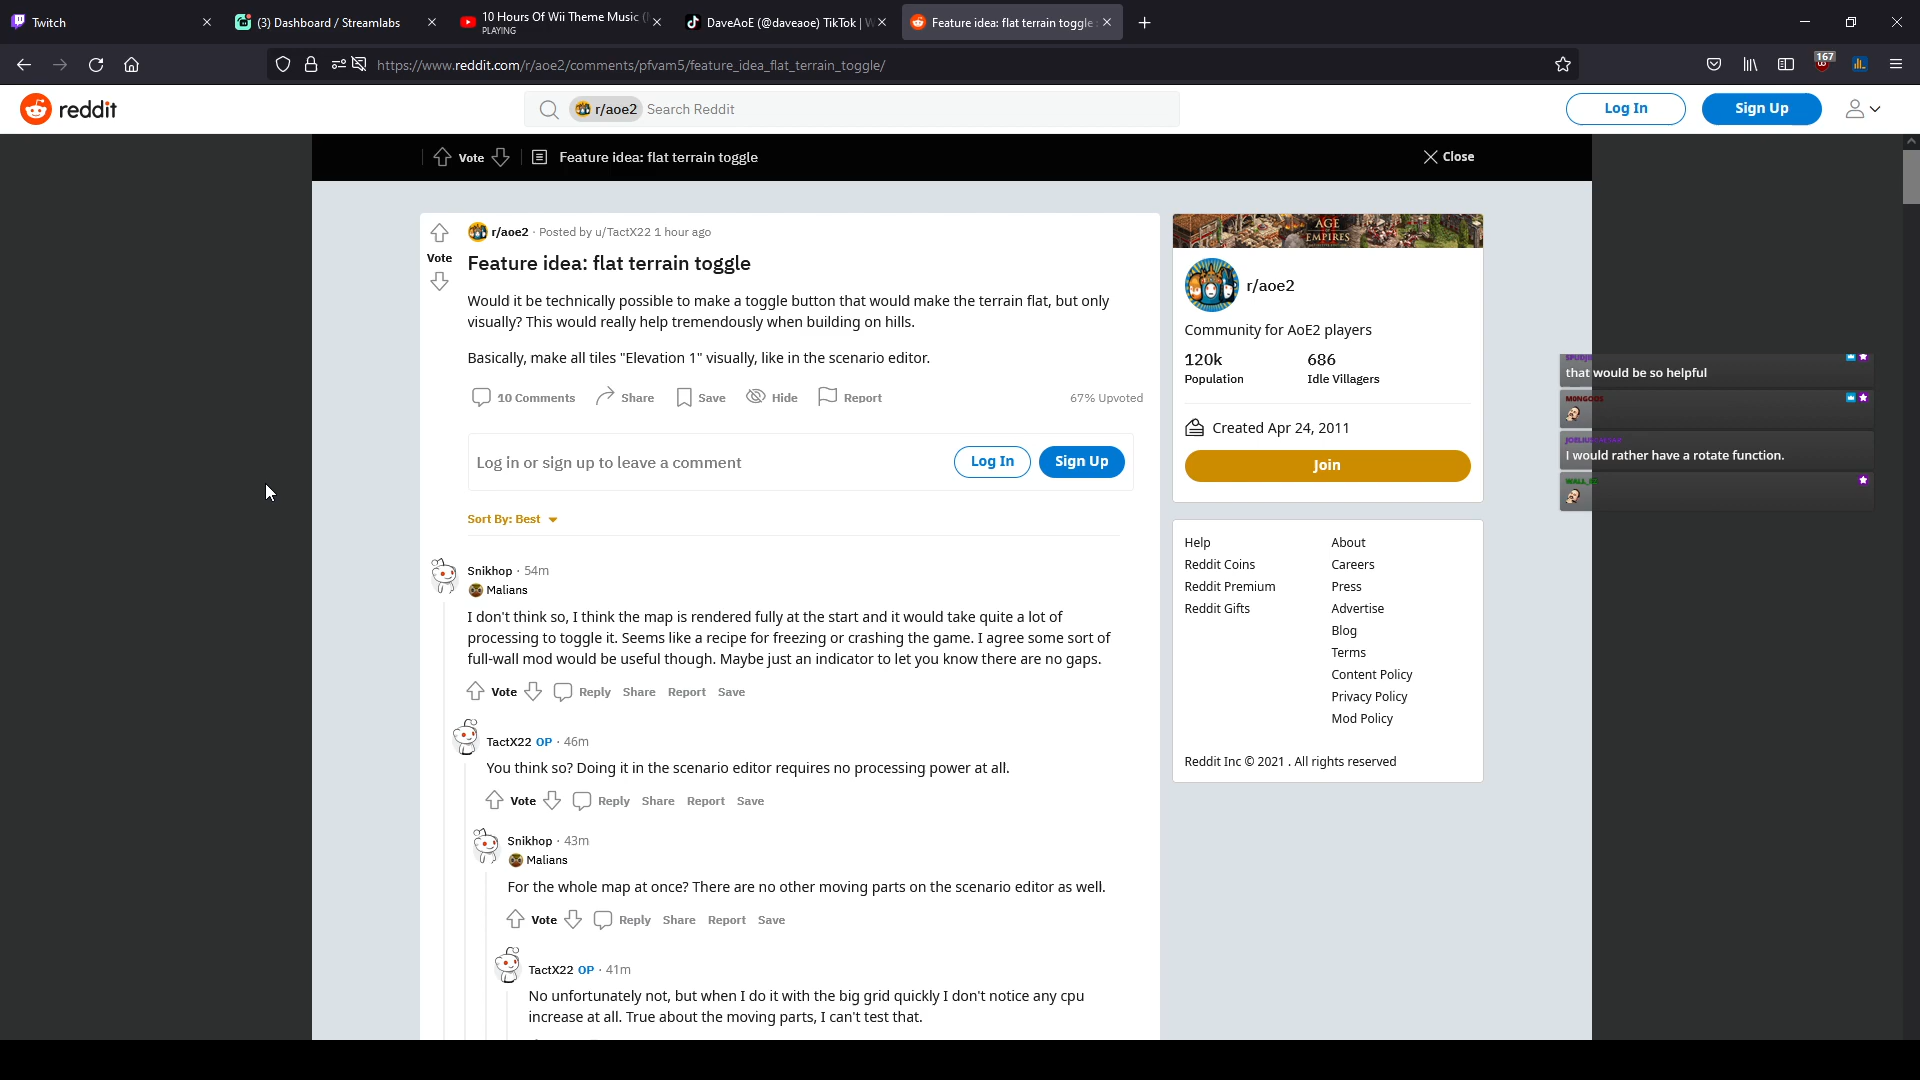 Twitch
(3) Dashboard / Streamlabs
10 Hours Of Wii Theme Music (
PLAYING
DaveAoE (@daveaoe) TikTok |
Feature idea: flat terrain toggle
https://www.reddit.com/r/aoe2/comments/pfvam5/feature_idea_flat_terrain_toggle/
167
reddit
r/aoe2 Search Reddit
Log In
Sign Up
Vote
Feature idea: flat terrain toggle
Close
r/aoe2 · Posted by u/TactX22 1 hour ago
Vote
Feature idea: flat terrain toggle
Would it be technically possible to make a toggle button that would make the terrain flat, but only
visually? This would really help tremendously when building on hills.
Basically, make all tiles "Elevation 1" visually, like in the scenario editor.
10 Comments Share Save Hide Report 67% Upvoted
Log in or sign up to leave a comment
Log In
Sign Up
Sort By: Best
Snikhop · 54m
Malians
I don't think so, I think the map is rendered fully at the start and it would take quite a lot of
processing to toggle it. Seems like a recipe for freezing or crashing the game. I agree some sort of
full-wall mod would be useful though. Maybe just an indicator to let you know there are no gaps.
Vote Reply Share Report Save
TactX22 OP · 46m
You think so? Doing it in the scenario editor requires no processing power at all.
Vote Reply Share Report Save
Snikhop · 43m
Malians
For the whole map at once? There are no other moving parts on the scenario editor as well.
Vote Reply Share Report Save
TactX22 OP · 41m
No unfortunately not, but when I do it with the big grid quickly I don't notice any cpu
increase at all. True about the moving parts, I can't test that.
AGE
OF
EMPIRES
r/aoe2
Community for AoE2 players
120k 686
Population Idle Villagers
Created Apr 24, 2011
Join
Help About
Reddit Coins Careers
Reddit Premium Press
Reddit Gifts Advertise
Blog
Terms
Content Policy
Privacy Policy
Mod Policy
Reddit Inc © 2021 . All rights reserved
that would be so helpful
I would rather have a rotate function.